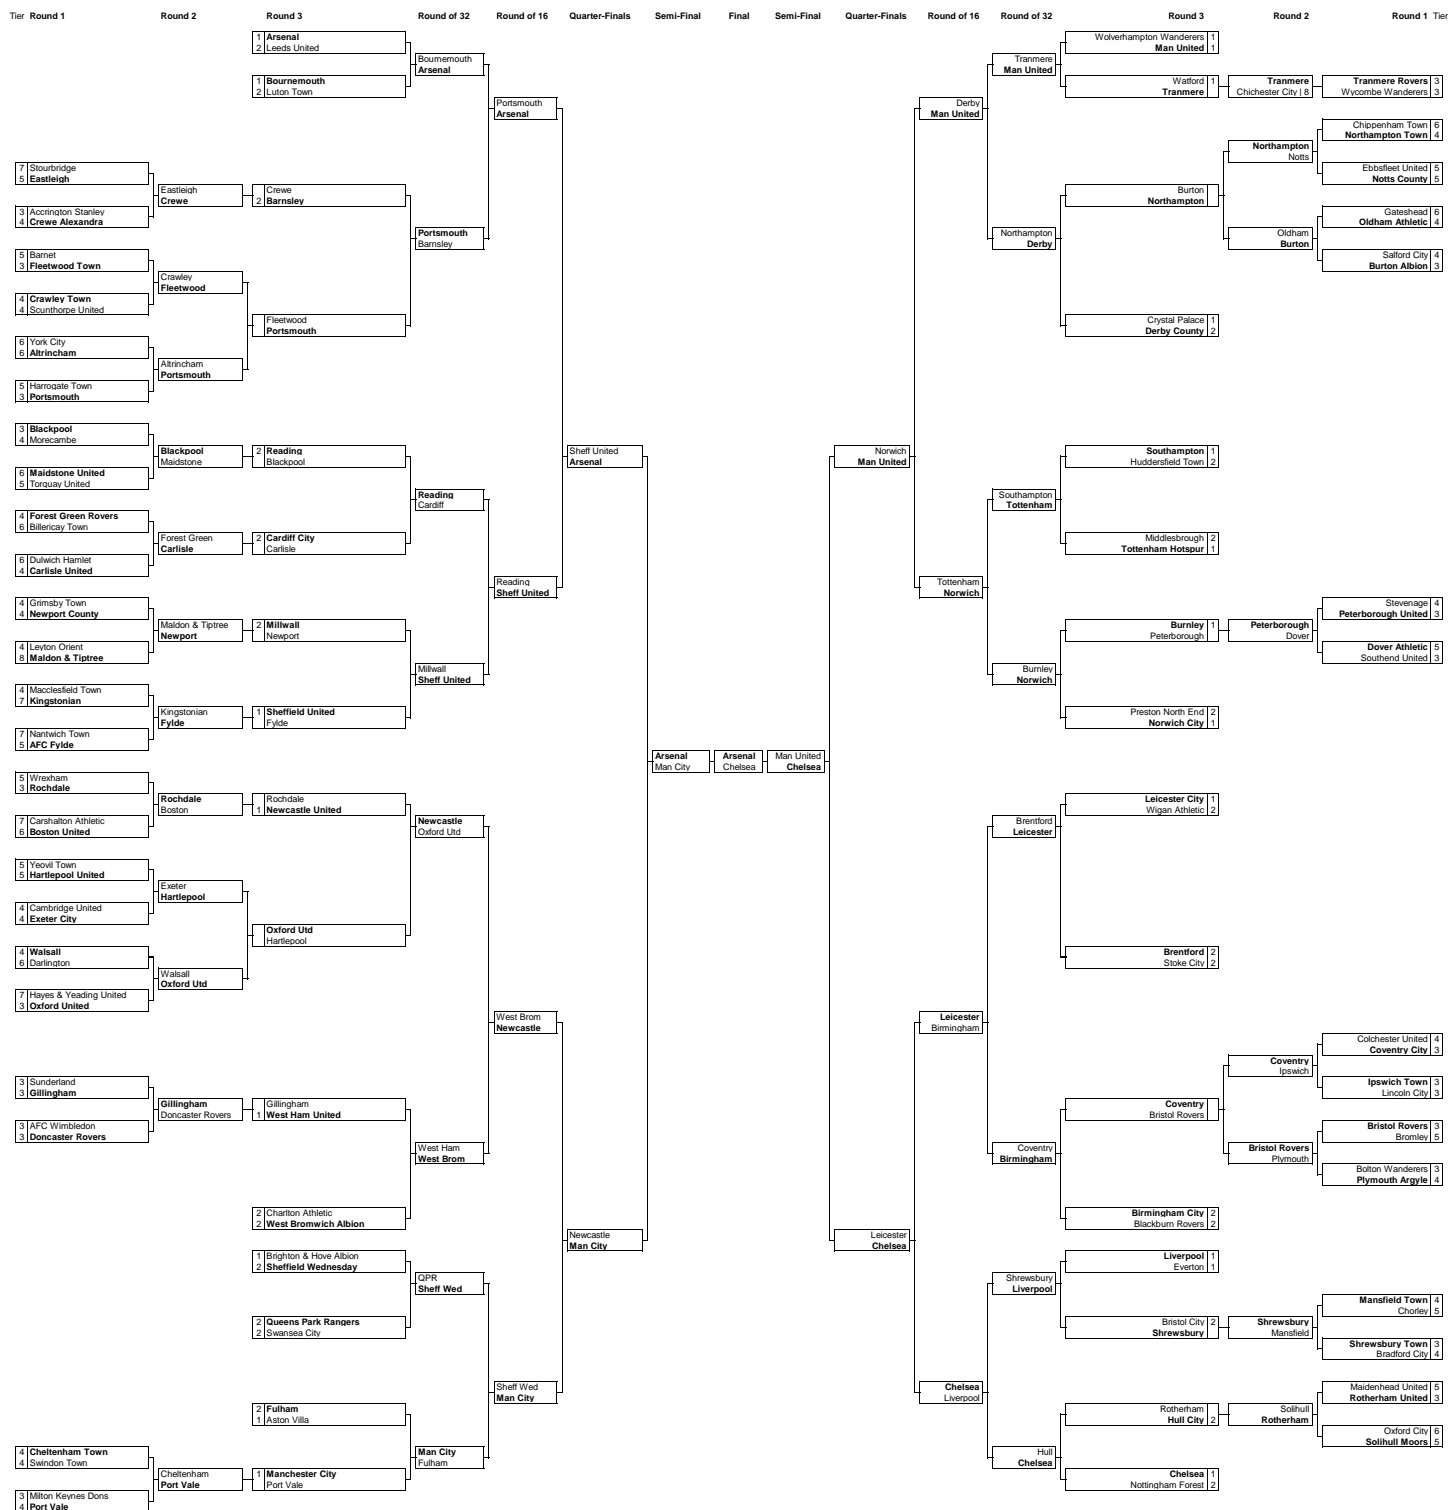 Tier Round 1 Round 2 Round 3 Round of 32 Round of 16 Quarter-Finals Semi-Final Final Semi-Final Quarter-Finals Round of 16 Round of 32 Round 3 Round 2 Round 1 Tier
7 Stourbridge
5 Eastleigh
3 Accrington Stanley
4 Crewe Alexandra
5 Barnet
3 Fleetwood Town
4 Crawley Town
4 Scunthorpe United
6 York City
6 Altrincham
5 Harrogate Town
3 Portsmouth
3 Blackpool
4 Morecambe
6 Maidstone United
5 Torquay United
4 Forest Green Rovers
6 Billericay Town
6 Dulwich Hamlet
4 Carlisle United
4 Grimsby Town
4 Newport County
4 Leyton Orient
8 Maldon & Tiptree
4 Macclesfield Town
7 Kingstonian
7 Nantwich Town
5 AFC Fylde
5 Wrexham
3 Rochdale
7 Carshalton Athletic
6 Boston United
5 Yeovil Town
5 Hartlepool United
4 Cambridge United
4 Exeter City
4 Walsall
6 Darlington
7 Hayes & Yeading United
3 Oxford United
3 Sunderland
3 Gillingham
3 AFC Wimbledon
3 Doncaster Rovers
4 Cheltenham Town
4 Swindon Town
3 Milton Keynes Dons
4 Port Vale
Eastleigh
Crewe
Crawley
Fleetwood
Altrincham
Portsmouth
Blackpool
Maidstone
Forest Green
Carlisle
Maldon & Tiptree
Newport
Kingstonian
Fylde
Rochdale
Boston
Exeter
Hartlepool
Walsall
Oxford Utd
Gillingham
Doncaster Rovers
Cheltenham
Port Vale
1 Arsenal
2 Leeds United
1 Bournemouth
2 Luton Town
Crewe
2 Barnsley
Fleetwood
Portsmouth
2 Reading
Blackpool
2 Cardiff City
Carlisle
2 Millwall
Newport
1 Sheffield United
Fylde
Rochdale
1 Newcastle United
Oxford Utd
Hartlepool
Gillingham
1 West Ham United
2 Charlton Athletic
2 West Bromwich Albion
1 Brighton & Hove Albion
2 Sheffield Wednesday
2 Queens Park Rangers
2 Swansea City
2 Fulham
1 Aston Villa
1 Manchester City
Port Vale
Bournemouth
Arsenal
Portsmouth
Barnsley
Reading
Cardiff
Millwall
Sheff United
Newcastle
Oxford Utd
West Ham
West Brom
QPR
Sheff Wed
Man City
Fulham
Portsmouth
Arsenal
Reading
Sheff United
West Brom
Newcastle
Sheff Wed
Man City
Sheff United
Arsenal
Newcastle
Man City
Arsenal
Man City
Arsenal
Chelsea
Man United
Chelsea
Norwich
Man United
Leicester
Chelsea
Derby
Man United
Tottenham
Norwich
Leicester
Birmingham
Chelsea
Liverpool
Tranmere
Man United
Northampton
Derby
Southampton
Tottenham
Burnley
Norwich
Brentford
Leicester
Coventry
Birmingham
Shrewsbury
Liverpool
Hull
Chelsea
Wolverhampton Wanderers 1
Man United 1
Watford 1
Tranmere
Burton
Northampton
Crystal Palace 1
Derby County 2
Southampton 1
Huddersfield Town 2
Middlesbrough 2
Tottenham Hotspur 1
Burnley 1
Peterborough
Preston North End 2
Norwich City 1
Leicester City 1
Wigan Athletic 2
Brentford 2
Stoke City 2
Coventry
Bristol Rovers
Birmingham City 2
Blackburn Rovers 2
Liverpool 1
Everton 1
Bristol City 2
Shrewsbury
Rotherham
Hull City 2
Chelsea 1
Nottingham Forest 2
Tranmere
Chichester City | 8
Northampton
Notts
Oldham
Burton
Peterborough
Dover
Coventry
Ipswich
Bristol Rovers
Plymouth
Shrewsbury
Mansfield
Solihull
Rotherham
Tranmere Rovers 3
Wycombe Wanderers 3
Chippenham Town 6
Northampton Town 4
Ebbsfleet United 5
Notts County 5
Gateshead 6
Oldham Athletic 4
Salford City 4
Burton Albion 3
Stevenage 4
Peterborough United 3
Dover Athletic 5
Southend United 3
Colchester United 4
Coventry City 3
Ipswich Town 3
Lincoln City 3
Bristol Rovers 3
Bromley 5
Bolton Wanderers 3
Plymouth Argyle 4
Mansfield Town 4
Chorley 5
Shrewsbury Town 3
Bradford City 4
Maidenhead United 5
Rotherham United 3
Oxford City 6
Solihull Moors 5